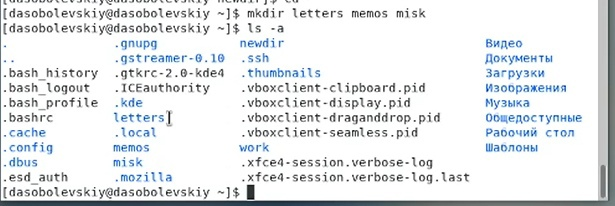 [dasobolevskiy@dasobolevskiy ~]$ mkdir letters memos misk
[dasobolevskiy@dasobolevskiy ~]$ ls -a
. .gnupg newdir Видео
.. .gstreamer-0.10 .ssh Документы
.bash_history .gtkrc-2.0-kde4 .thumbnails Загрузки
.bash_logout .ICEauthority .vboxclient-clipboard.pid Изображения
.bash_profile .kde .vboxclient-display.pid Музыка
.bashrc letters .vboxclient-draganddrop.pid Общедоступные
.cache .local .vboxclient-seamless.pid Рабочий стол
.config memos work Шаблоны
.dbus misk .xfce4-session.verbose-log
.esd_auth .mozilla .xfce4-session.verbose-log.last
[dasobolevskiy@dasobolevskiy ~]$